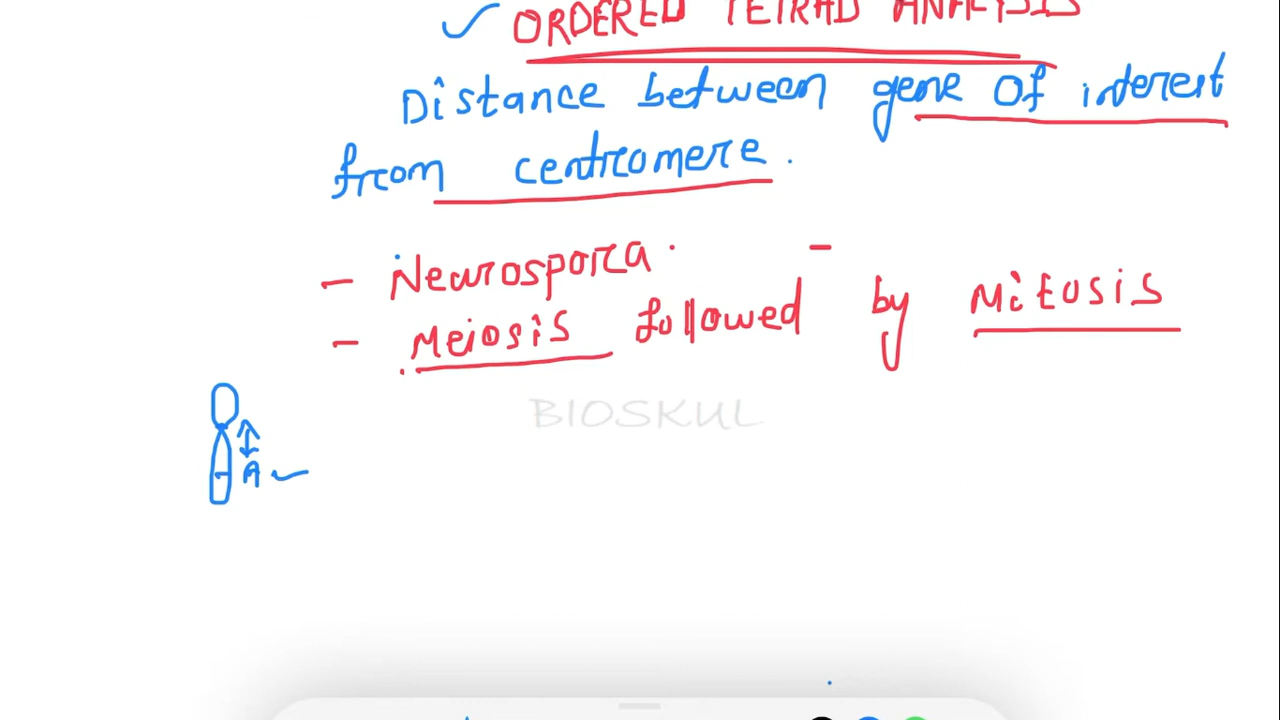 ✓ ORDERED TETRAD ANALYSIS
Distance between gene of interest
from centromere.
- Neurospora.
- Meiosis followed by MITOSIS
BIOSKUL
A